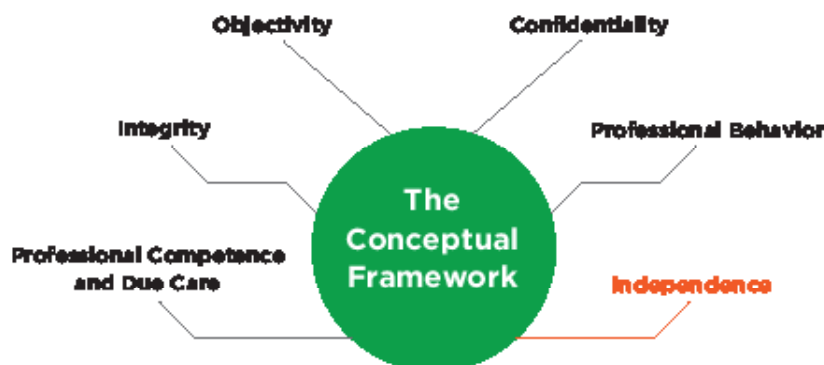 Objectivity
Confidentiality
Integrity
Professional Behavior
The
Conceptual
Framework
Professional Competence
and Due Care
Independence